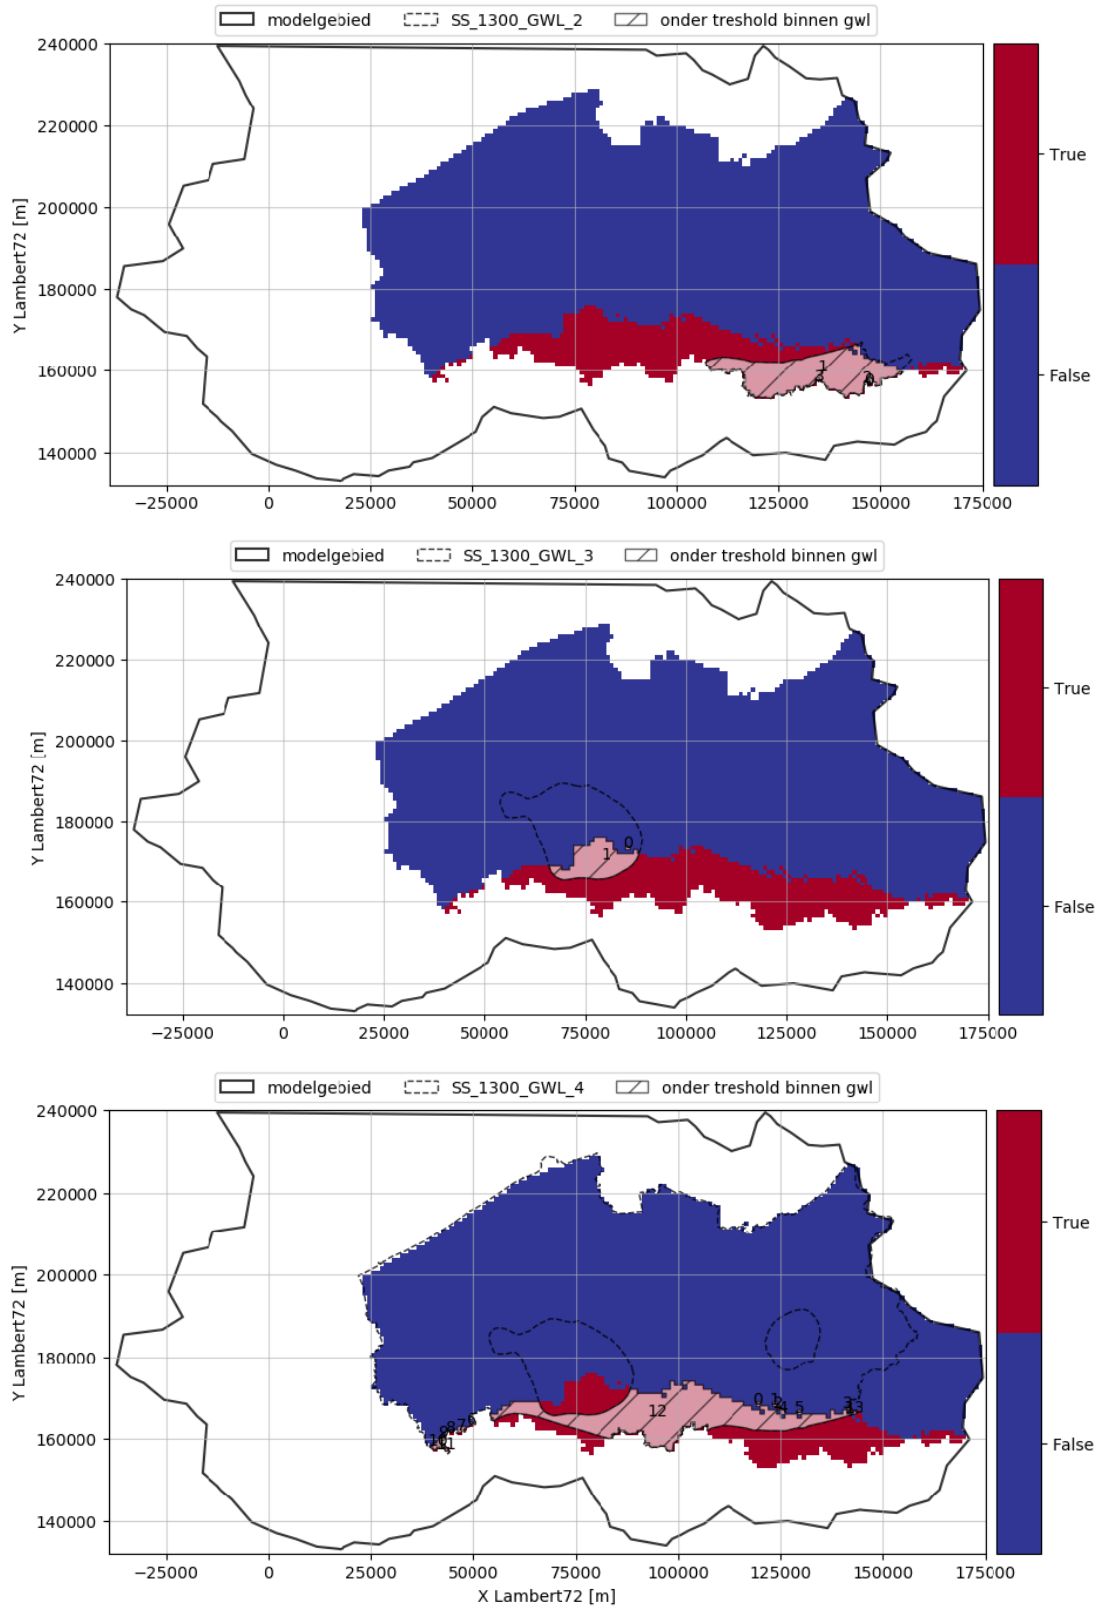 modelgebied SS_1300_GWL_2 onder treshold binnen gwl
240000
220000
200000
180000
160000
140000
Y Lambert72 [m]
True
False
1
3
−25000 0 25000 50000 75000 100000 125000 150000 175000
modelgebied SS_1300_GWL_3 onder treshold binnen gwl
240000
220000
200000
180000
160000
140000
Y Lambert72 [m]
True
False
0
1
−25000 0 25000 50000 75000 100000 125000 150000 175000
modelgebied SS_1300_GWL_4 onder treshold binnen gwl
240000
220000
200000
180000
160000
140000
Y Lambert72 [m]
True
False
0 1
4 5
12
−25000 0 25000 50000 75000 100000 125000 150000 175000
X Lambert72 [m]